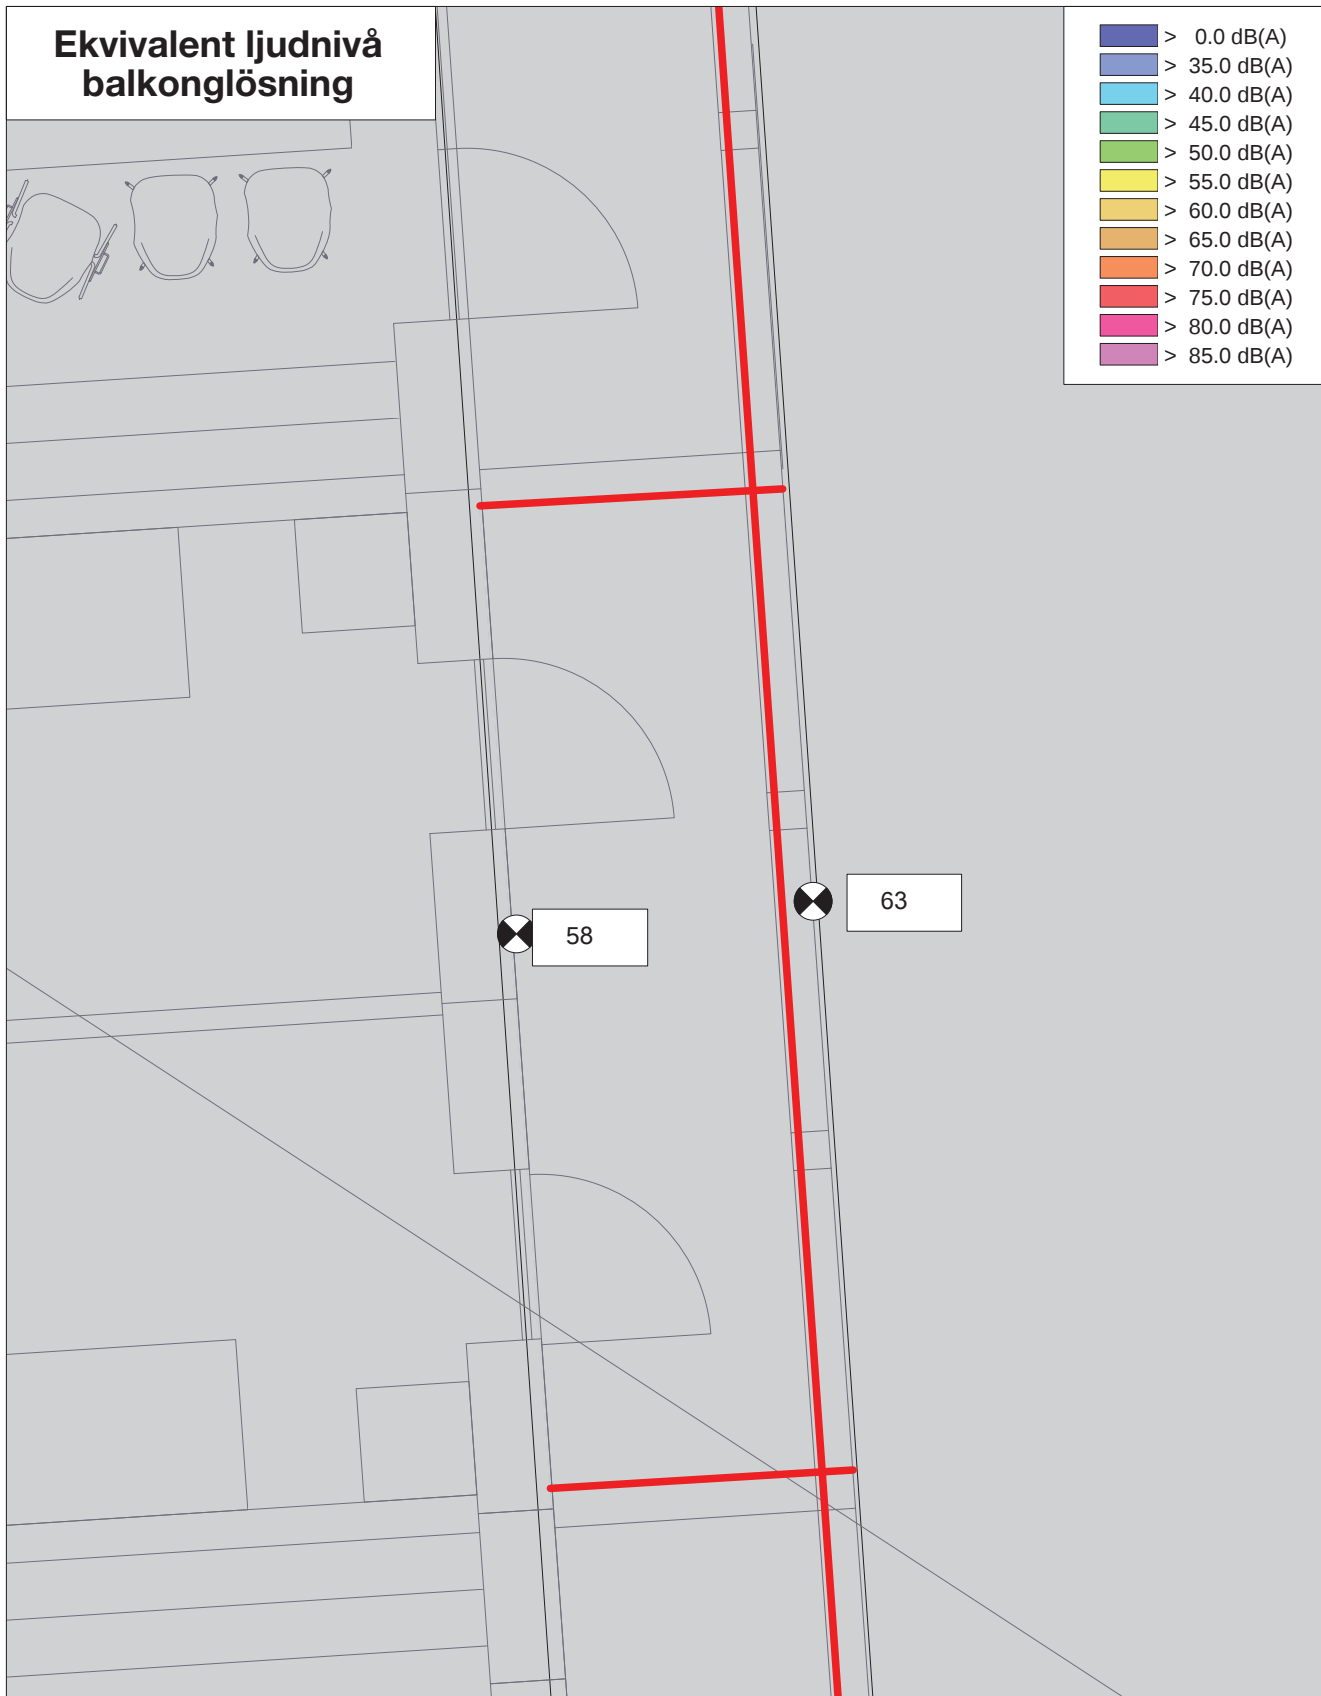 Ekvivalent ljudnivå
balkonglösning
> 0.0 dB(A)
> 35.0 dB(A)
> 40.0 dB(A)
> 45.0 dB(A)
> 50.0 dB(A)
> 55.0 dB(A)
> 60.0 dB(A)
> 65.0 dB(A)
> 70.0 dB(A)
> 75.0 dB(A)
> 80.0 dB(A)
> 85.0 dB(A)
63
58